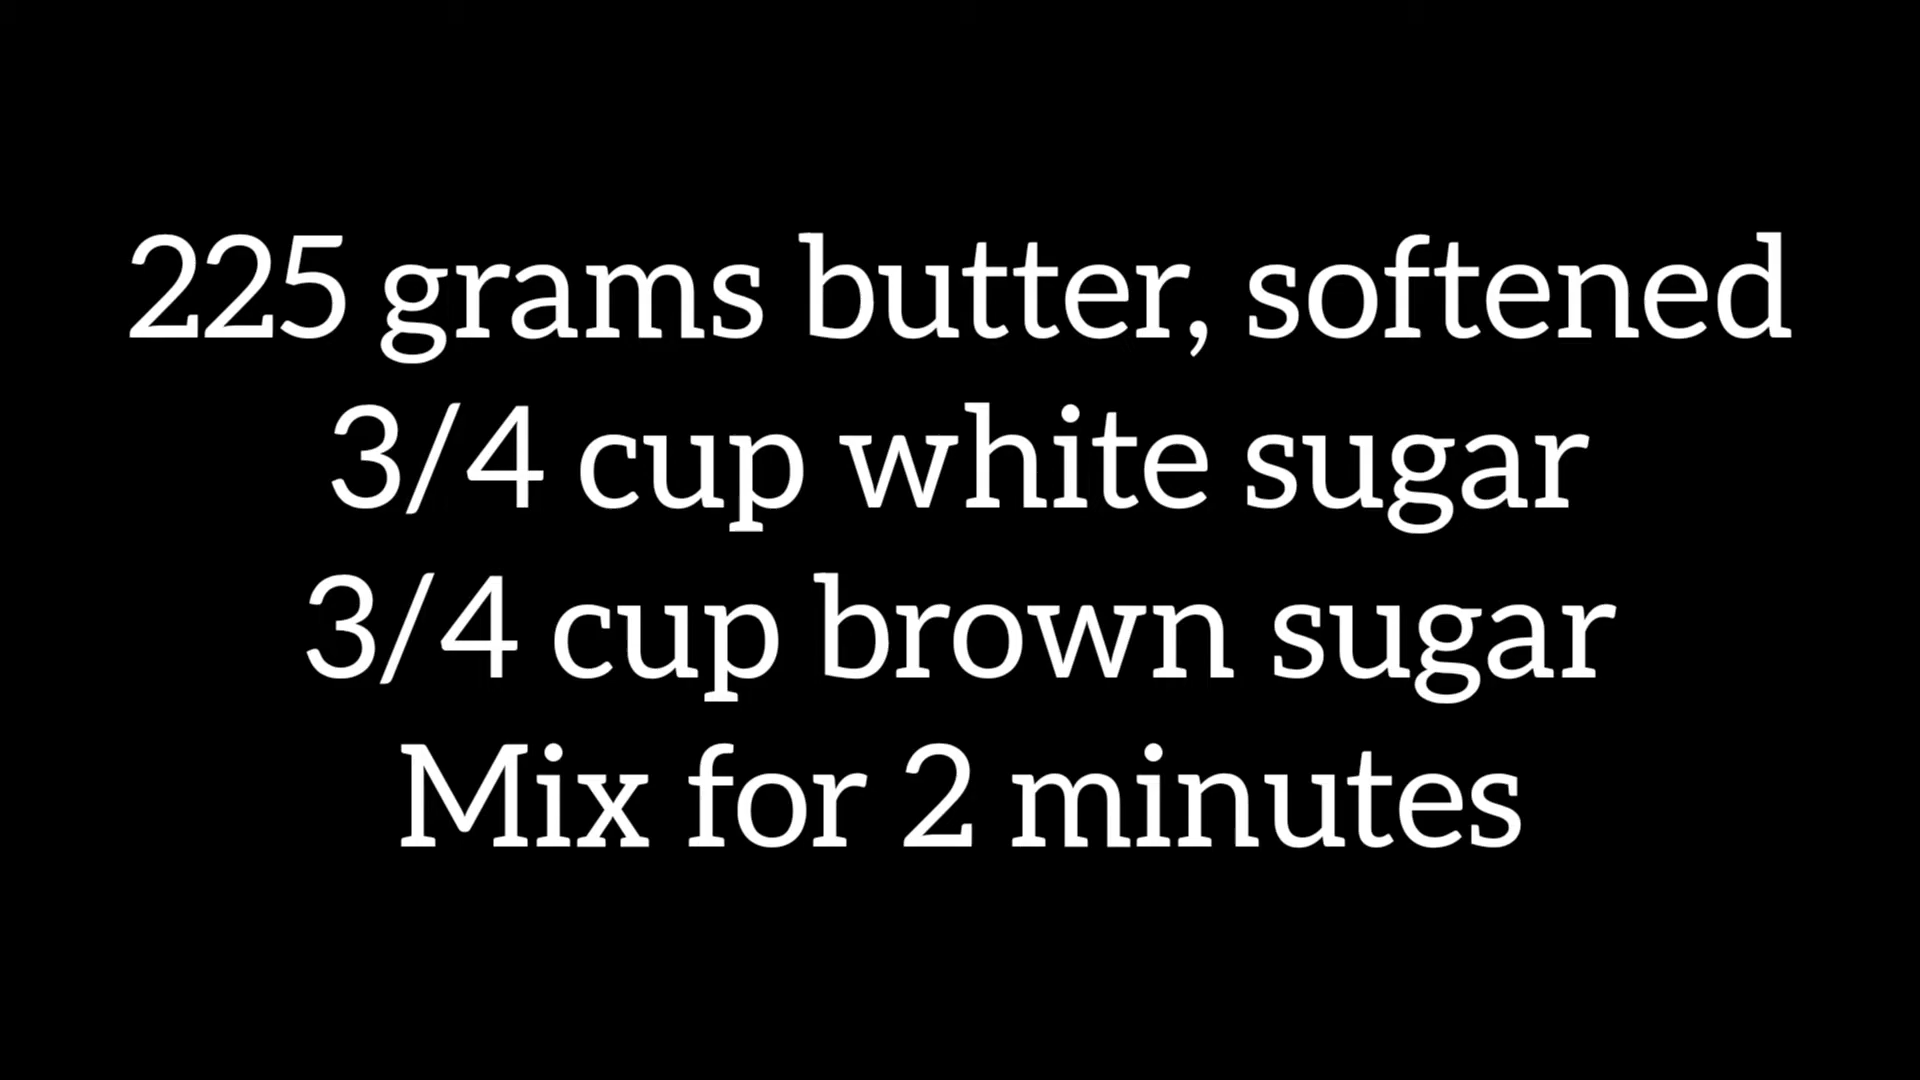 225 grams butter, softened
3/4 cup white sugar
3/4 cup brown sugar
Mix for 2 minutes